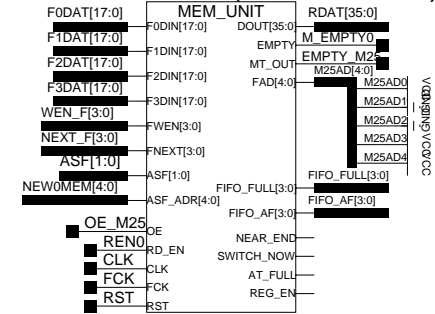 MEM_UNIT
F0DAT[17:0]
F0DIN[17:0]
F1DAT[17:0]
F1DIN[17:0]
F2DAT[17:0]
F2DIN[17:0]
F3DAT[17:0]
F3DIN[17:0]
WEN_F[3:0]
FWEN[3:0]
NEXT_F[3:0]
FNEXT[3:0]
ASF[1:0]
ASF[1:0]
NEW0MEM[4:0]
ASF_ADR[4:0]
OE_M25
OE
REN0
RD_EN
CLK
CLK
FCK
FCK
RST
RST
RDAT[35:0]
DOUT[35:0]
M_EMPTY0
EMPTY
EMPTY_M25
MT_OUT
M25AD[4:0]
FAD[4:0]
M25AD0
M25AD1
M25AD2
M25AD3
M25AD4
FIFO_FULL[3:0]
FIFO_FULL[3:0]
FIFO_AF[3:0]
FIFO_AF[3:0]
NEAR_END
SWITCH_NOW
AT_FULL
REG_EN